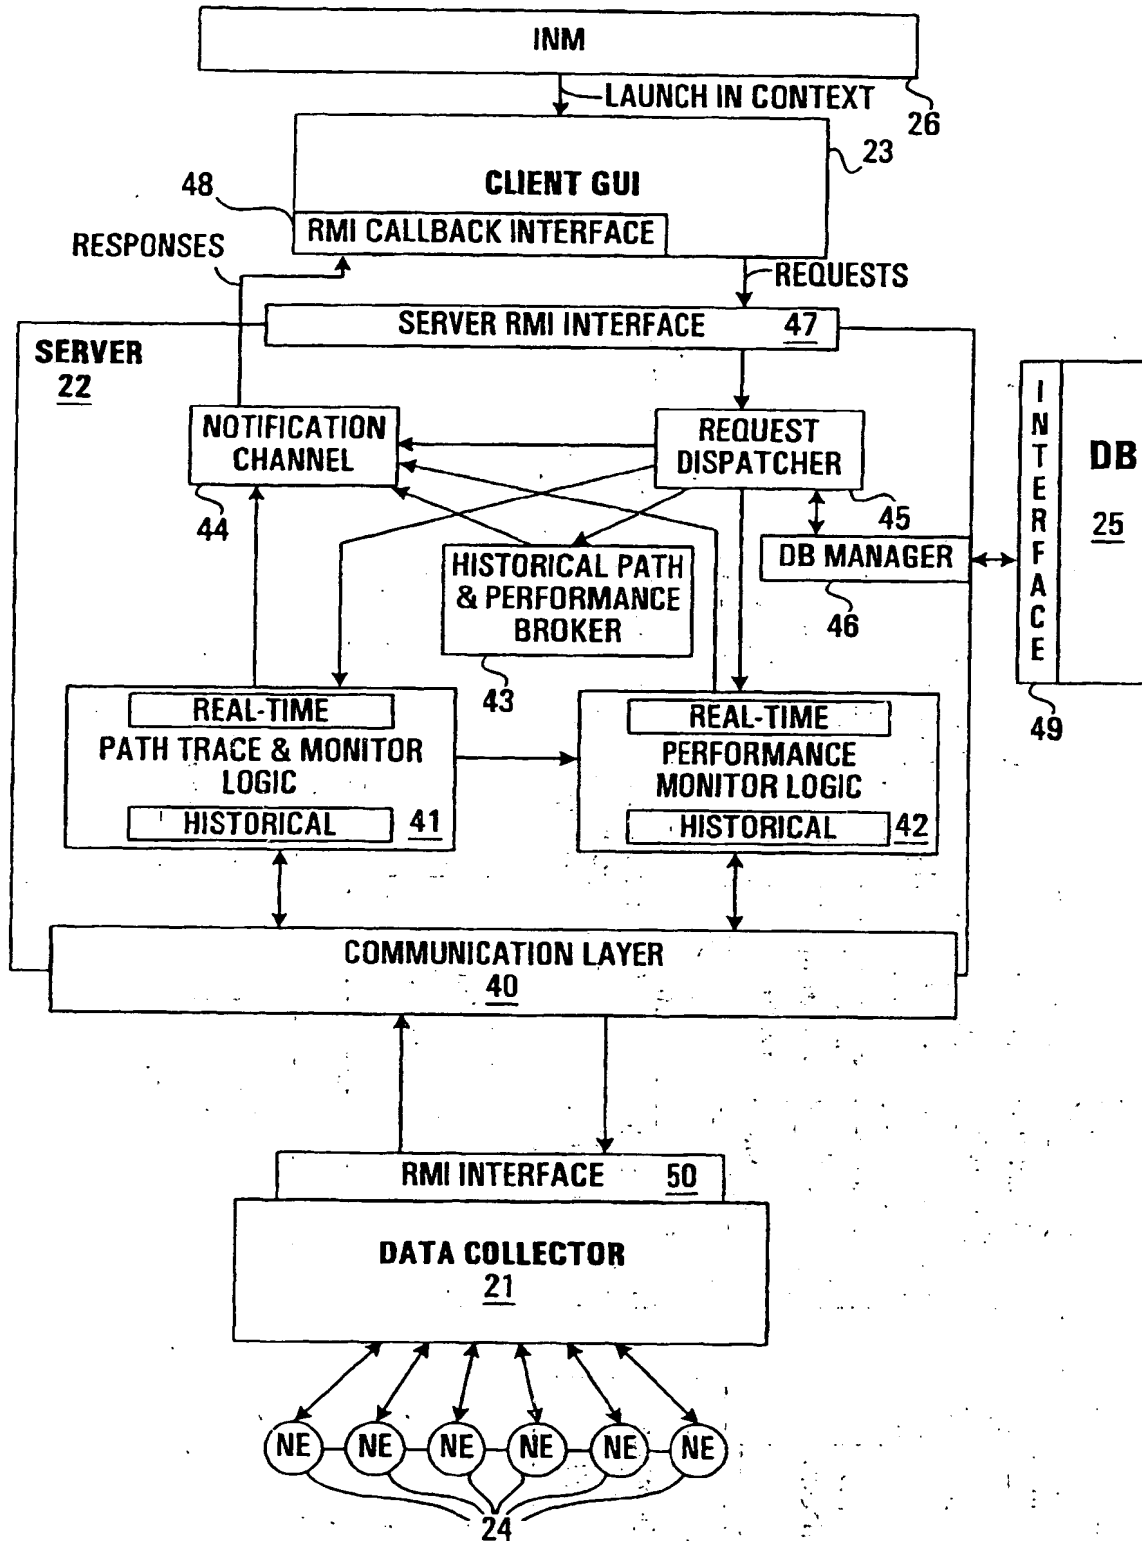 INM
LAUNCH IN CONTEXT
26
23
CLIENT GUI
48
RMI CALLBACK INTERFACE
RESPONSES
REQUESTS
SERVER RMI INTERFACE 47
SERVER
22
NOTIFICATION
CHANNEL
44
REQUEST
DISPATCHER
45
INTERFACE
DB
25
49
DB MANAGER
46
HISTORICAL PATH
& PERFORMANCE
BROKER
43
REAL-TIME
PATH TRACE & MONITOR
LOGIC
HISTORICAL 41
REAL-TIME
PERFORMANCE
MONITOR LOGIC
HISTORICAL 42
COMMUNICATION LAYER
40
RMI INTERFACE 50
DATA COLLECTOR
21
NE NE NE NE NE NE
24